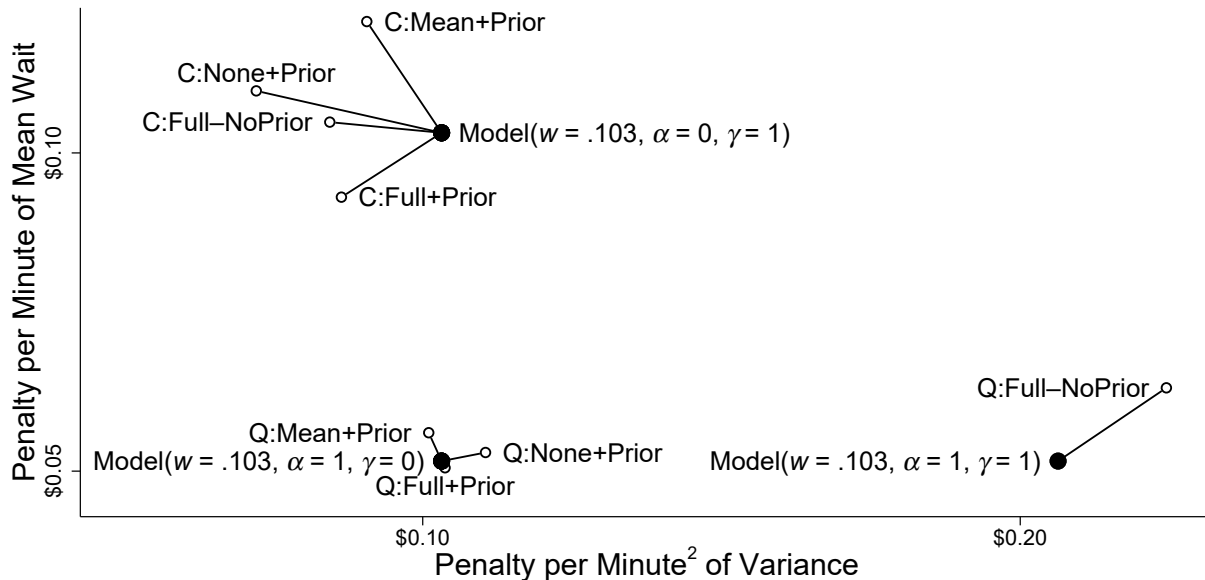 C:Mean+Prior
C:None+Prior
C:Full–NoPrior
Model(w = .103, α = 0, γ = 1)
C:Full+Prior
Q:Full–NoPrior
Q:Mean+Prior
Q:None+Prior
Model(w = .103, α = 1, γ = 0)
Model(w = .103, α = 1, γ = 1)
Q:Full+Prior
Penalty per Minute of Mean Wait
$0.10
$0.05
$0.10
$0.20
Penalty per Minute² of Variance